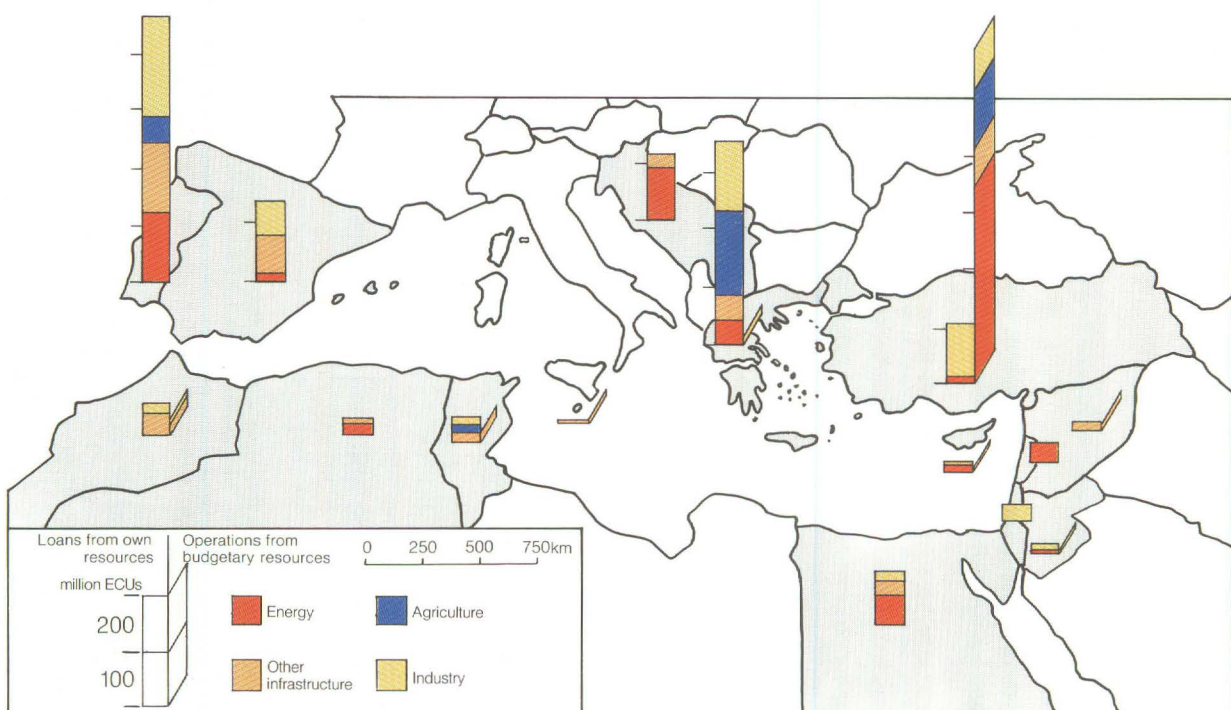 Loans from own
resources
Operations from
budgetary resources
million ECUs
200
100
0 250 500 750km
Energy
Agriculture
Other
infrastructure
Industry